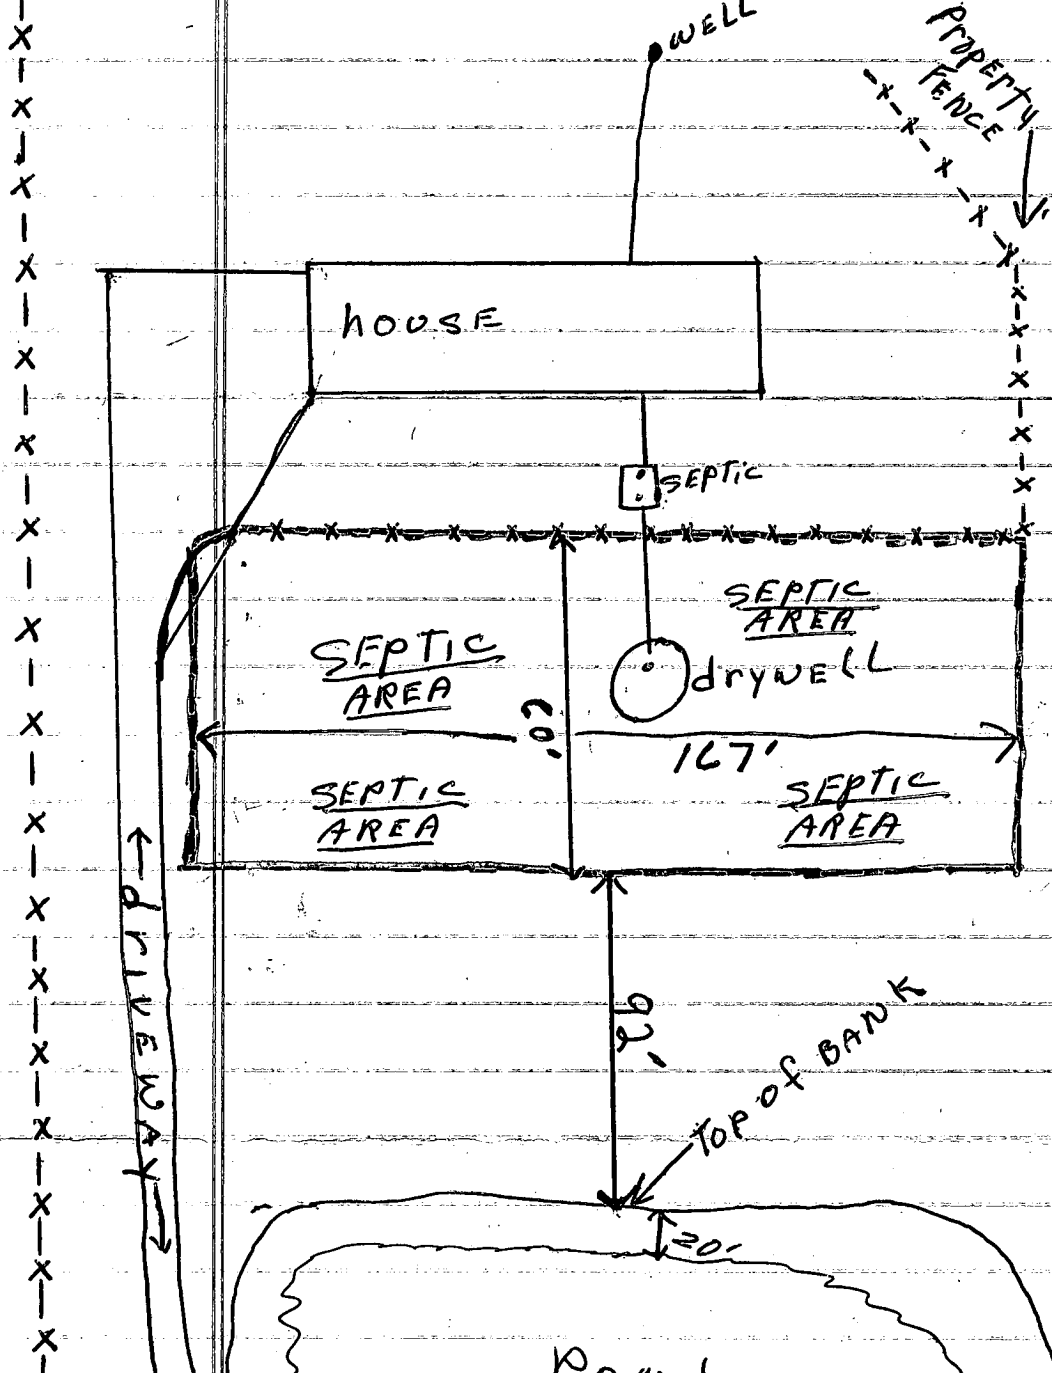 WELL
Property
FENCE
house
SEPTIC
SEPTIC
AREA
SEPTIC
AREA
drywELL
167'
SEPTIC
AREA
SEPTIC
AREA
drIVEWAY
92'
Top of BANK
20'